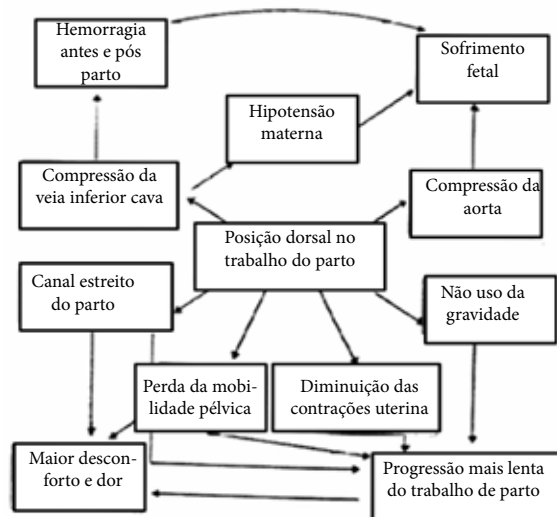 Hemorragia
antes e pós
parto
Sofrimento
fetal
Hipotensão
materna
Compressão da
veia inferior cava
Compressão da
aorta
Posição dorsal no
trabalho do parto
Canal estreito
do parto
Não uso da
gravidade
Perda da mobi-
lidade pélvica
Diminuição das
contrações uterina
Maior descon-
forto e dor
Progressão mais lenta
do trabalho de parto